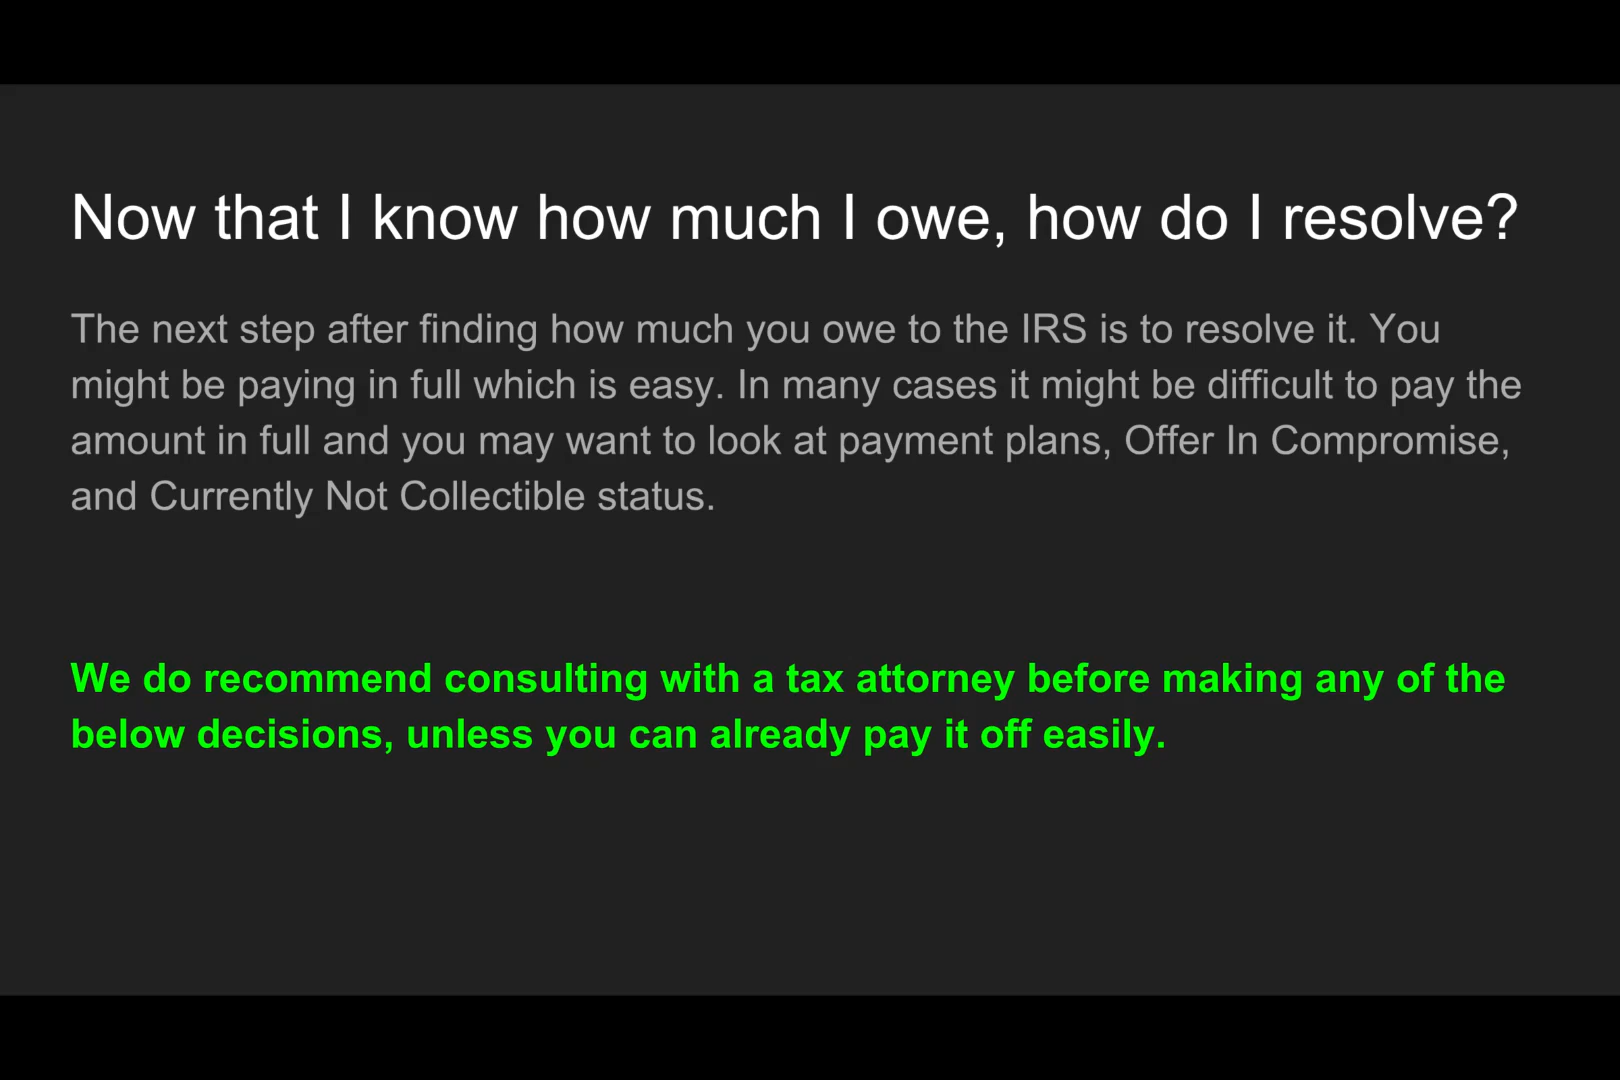 Now that I know how much I owe, how do I resolve?
The next step after finding how much you owe to the IRS is to resolve it. You
might be paying in full which is easy. In many cases it might be difficult to pay the
amount in full and you may want to look at payment plans, Offer In Compromise,
and Currently Not Collectible status.
We do recommend consulting with a tax attorney before making any of the
below decisions, unless you can already pay it off easily.